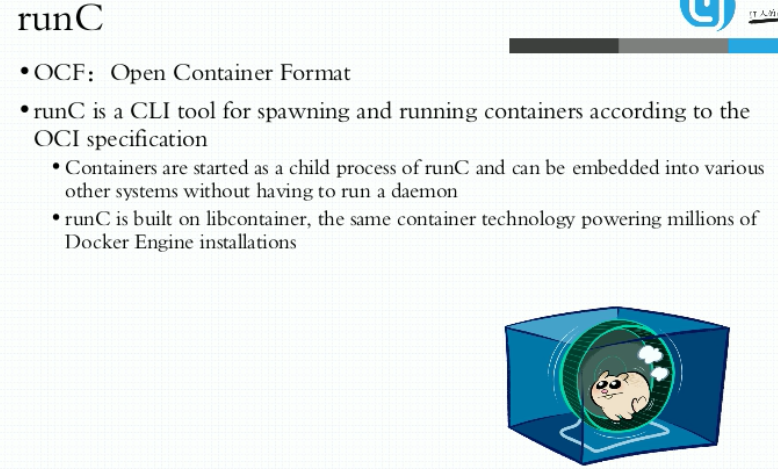 runC
• OCF： Open Container Format
• runC is a CLI tool for spawning and running containers according to the
OCI specification
• Containers are started as a child process of runC and can be embedded into various
other systems without having to run a daemon
• runC is built on libcontainer, the same container technology powering millions of
Docker Engine installations